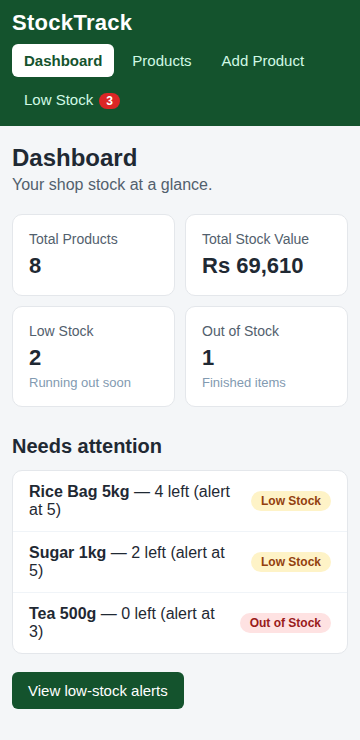 StockTrack
Dashboard Products Add Product
Low Stock 3
Dashboard
Your shop stock at a glance.
Total Products Total Stock Value
8 Rs 69,610
Low Stock Out of Stock
2 1
Running out soon Finished items
Needs attention
Rice Bag 5kg — 4 left (alert
at 5) Low Stock
Sugar 1kg — 2 left (alert at
5) Low Stock
Tea 500g — 0 left (alert at
3) Out of Stock
View low-stock alerts